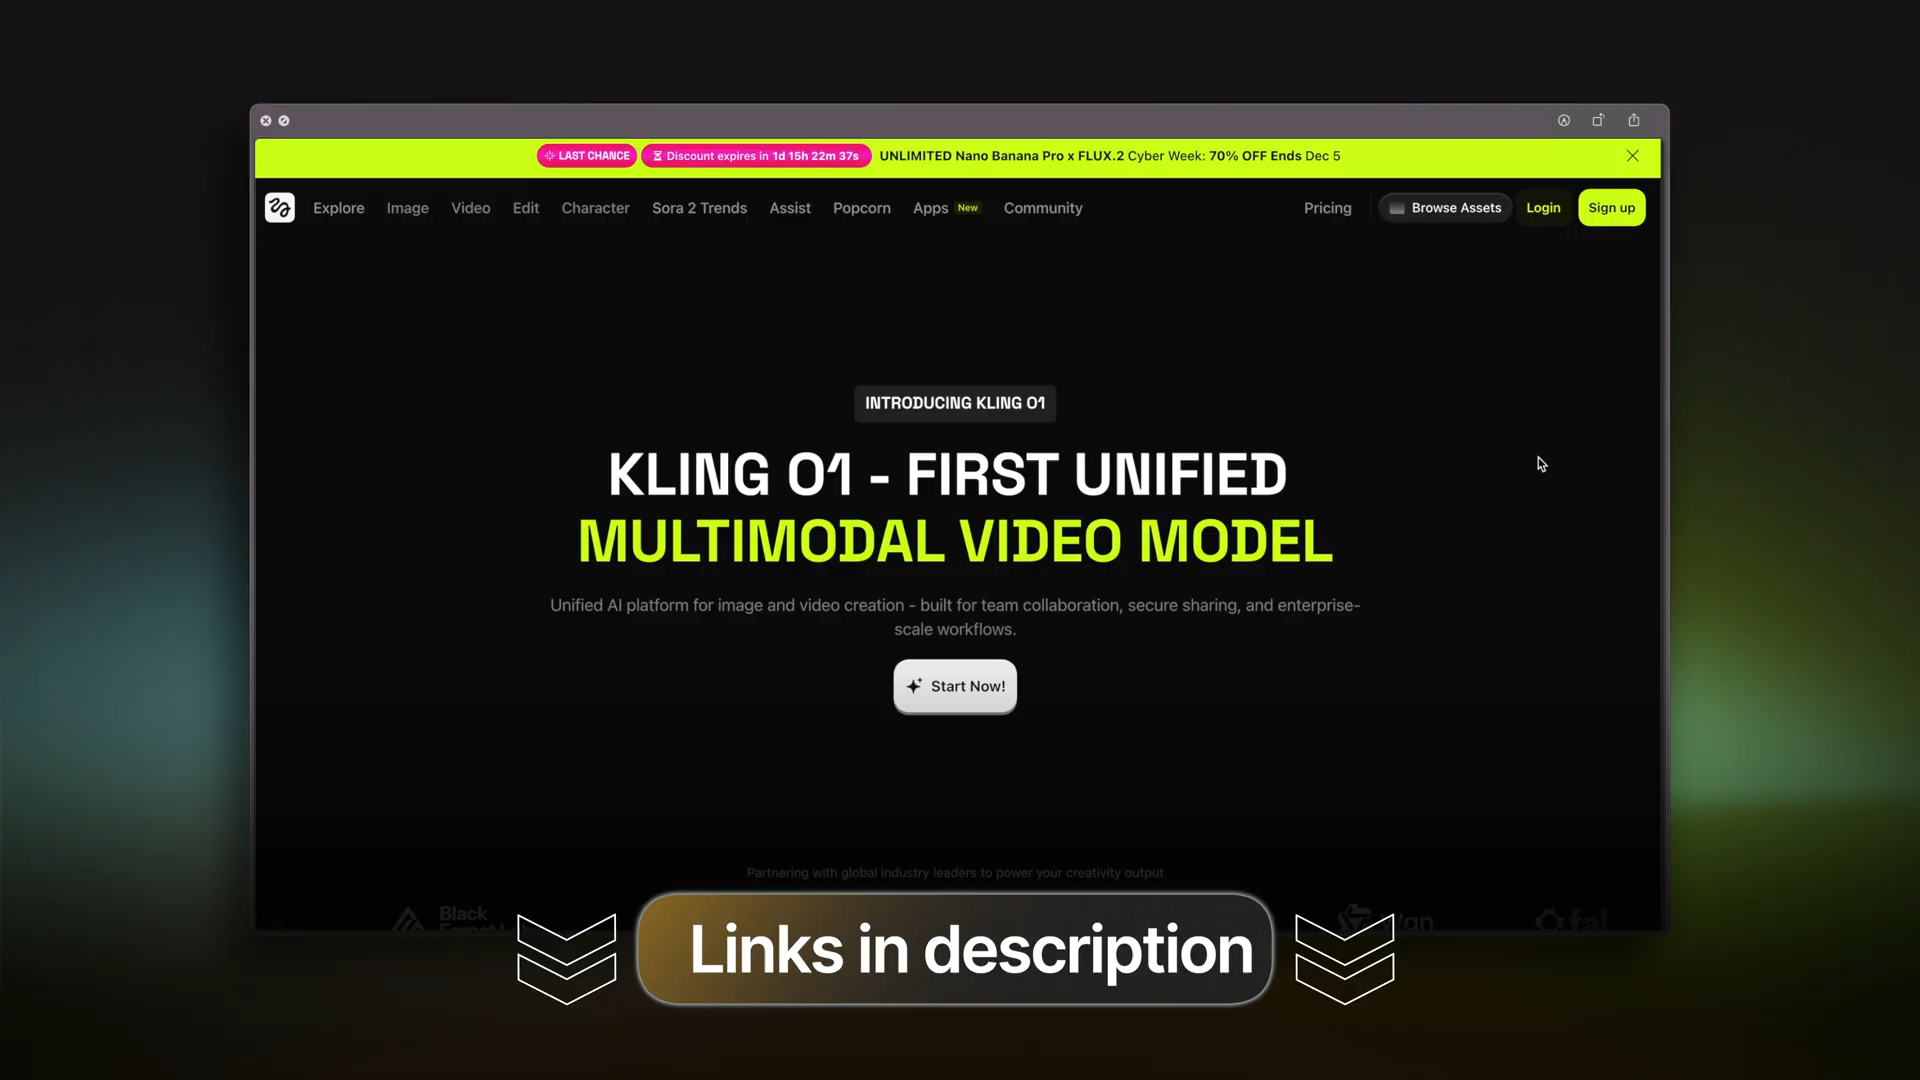 LAST CHANCE Discount expires in 1d 15h 22m 37s UNLIMITED Nano Banana Pro x FLUX.2 Cyber Week: 70% OFF Ends Dec 5
Explore Image Video Edit Character Sora 2 Trends Assist Popcorn Apps New Community Pricing Browse Assets Login Sign up
INTRODUCING KLING O1
KLING O1 - FIRST UNIFIED
MULTIMODAL VIDEO MODEL
Unified AI platform for image and video creation - built for team collaboration, secure sharing, and enterprise-
scale workflows.
Start Now!
Partnering with global industry leaders to power your creativity output
Black
fal
Links in description